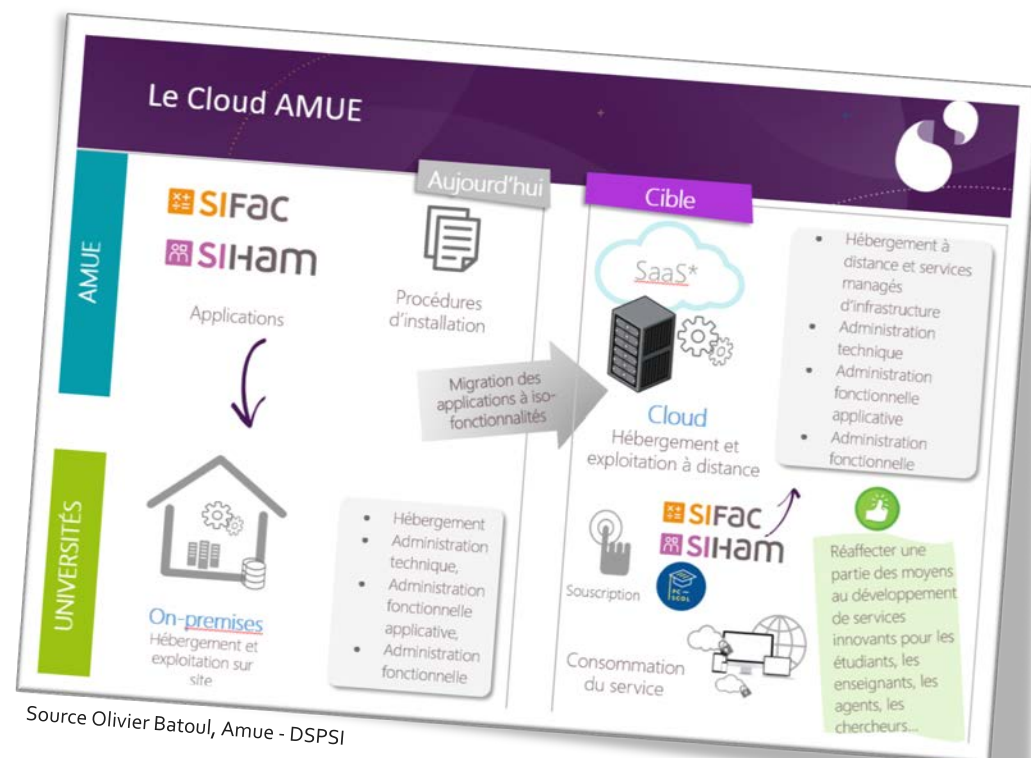 Le Cloud AMUE
AMUE
SIFAC
SIHAM
Applications
Aujourd'hui
Procédures
d'installation
Migration des
applications à iso-
fonctionnalités
Cible
SaaS*
Cloud
Hébergement et
exploitation à distance
• Hébergement à
distance et services
managés
d'infrastructure
• Administration
technique
• Administration
fonctionnelle
applicative
• Administration
fonctionnelle
UNIVERSITÉS
On-premises
Hébergement et
exploitation sur
site
• Hébergement
• Administration
technique,
• Administration
fonctionnelle
applicative,
• Administration
fonctionnelle
Souscription
SIFAC
SIHAM
PC-
SCOL
Consommation
du service
Réaffecter une
partie des moyens
au développement
de services
innovants pour les
étudiants, les
enseignants, les
agents, les
chercheurs...
Source Olivier Batoul, Amue - DSPSI